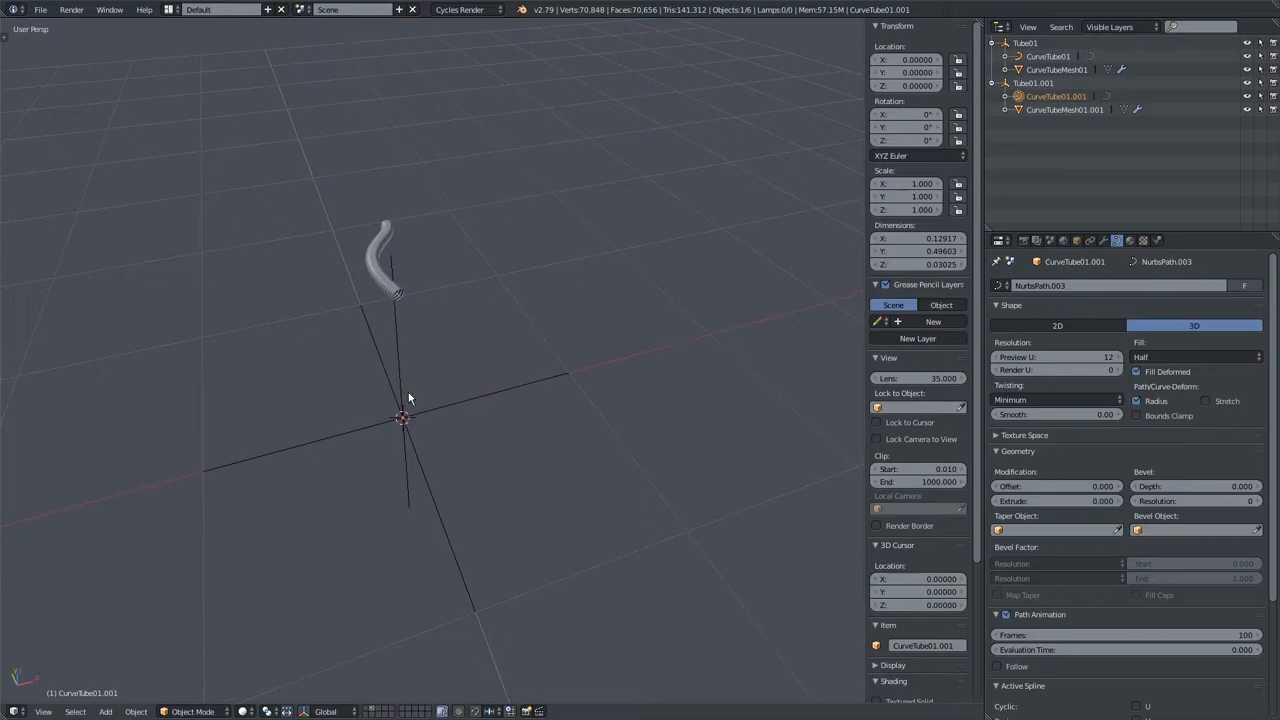 File Render Window Help Default Scene Cycles Render v2.79 | Verts:70,848 | Faces:70,656 | Tris:141,312 | Objects:1/6 | Lamps:0/0 | Mem:57.15M | CurveTube01.001
User Persp
Transform
Location:
X: 0.00000
Y: 0.00000
Z: 0.00000
Rotation:
X: 0°
Y: 0°
Z: 0°
XYZ Euler
Scale:
X: 1.000
Y: 1.000
Z: 1.000
Dimensions:
X: 0.12917
Y: 0.49603
Z: 0.03025
Grease Pencil Layers
Scene Object
New
New Layer
View
Lens: 35.000
Lock to Object:
Lock to Cursor
Lock Camera to View
Clip:
Start: 0.010
End: 1000.000
Local Camera:
Render Border
3D Cursor
Location:
X: 0.00000
Y: 0.00000
Z: 0.00000
Item
CurveTube01.001
Display
Shading
Textured Solid
View Search Visible Layers
Tube01
CurveTube01
CurveTubeMesh01
Tube01.001
CurveTube01.001
CurveTubeMesh01.001
CurveTube01.001 NurbsPath.003
NurbsPath.003 F
Shape
2D 3D
Resolution: Fill:
Preview U: 12 Half
Render U: 0 Fill Deformed
Twisting: Path/Curve-Deform:
Minimum Radius Stretch
Smooth: 0.00 Bounds Clamp
Texture Space
Geometry
Modification: Bevel:
Offset: 0.000 Depth: 0.000
Extrude: 0.000 Resolution: 0
Taper Object: Bevel Object:
Bevel Factor:
Resolution Start 0.000
Resolution End 1.000
Map Taper Fill Caps
Path Animation
Frames: 100
Evaluation Time: 0.000
Follow
Active Spline
Cyclic: U U
(1) CurveTube01.001
View Select Add Object Object Mode Global